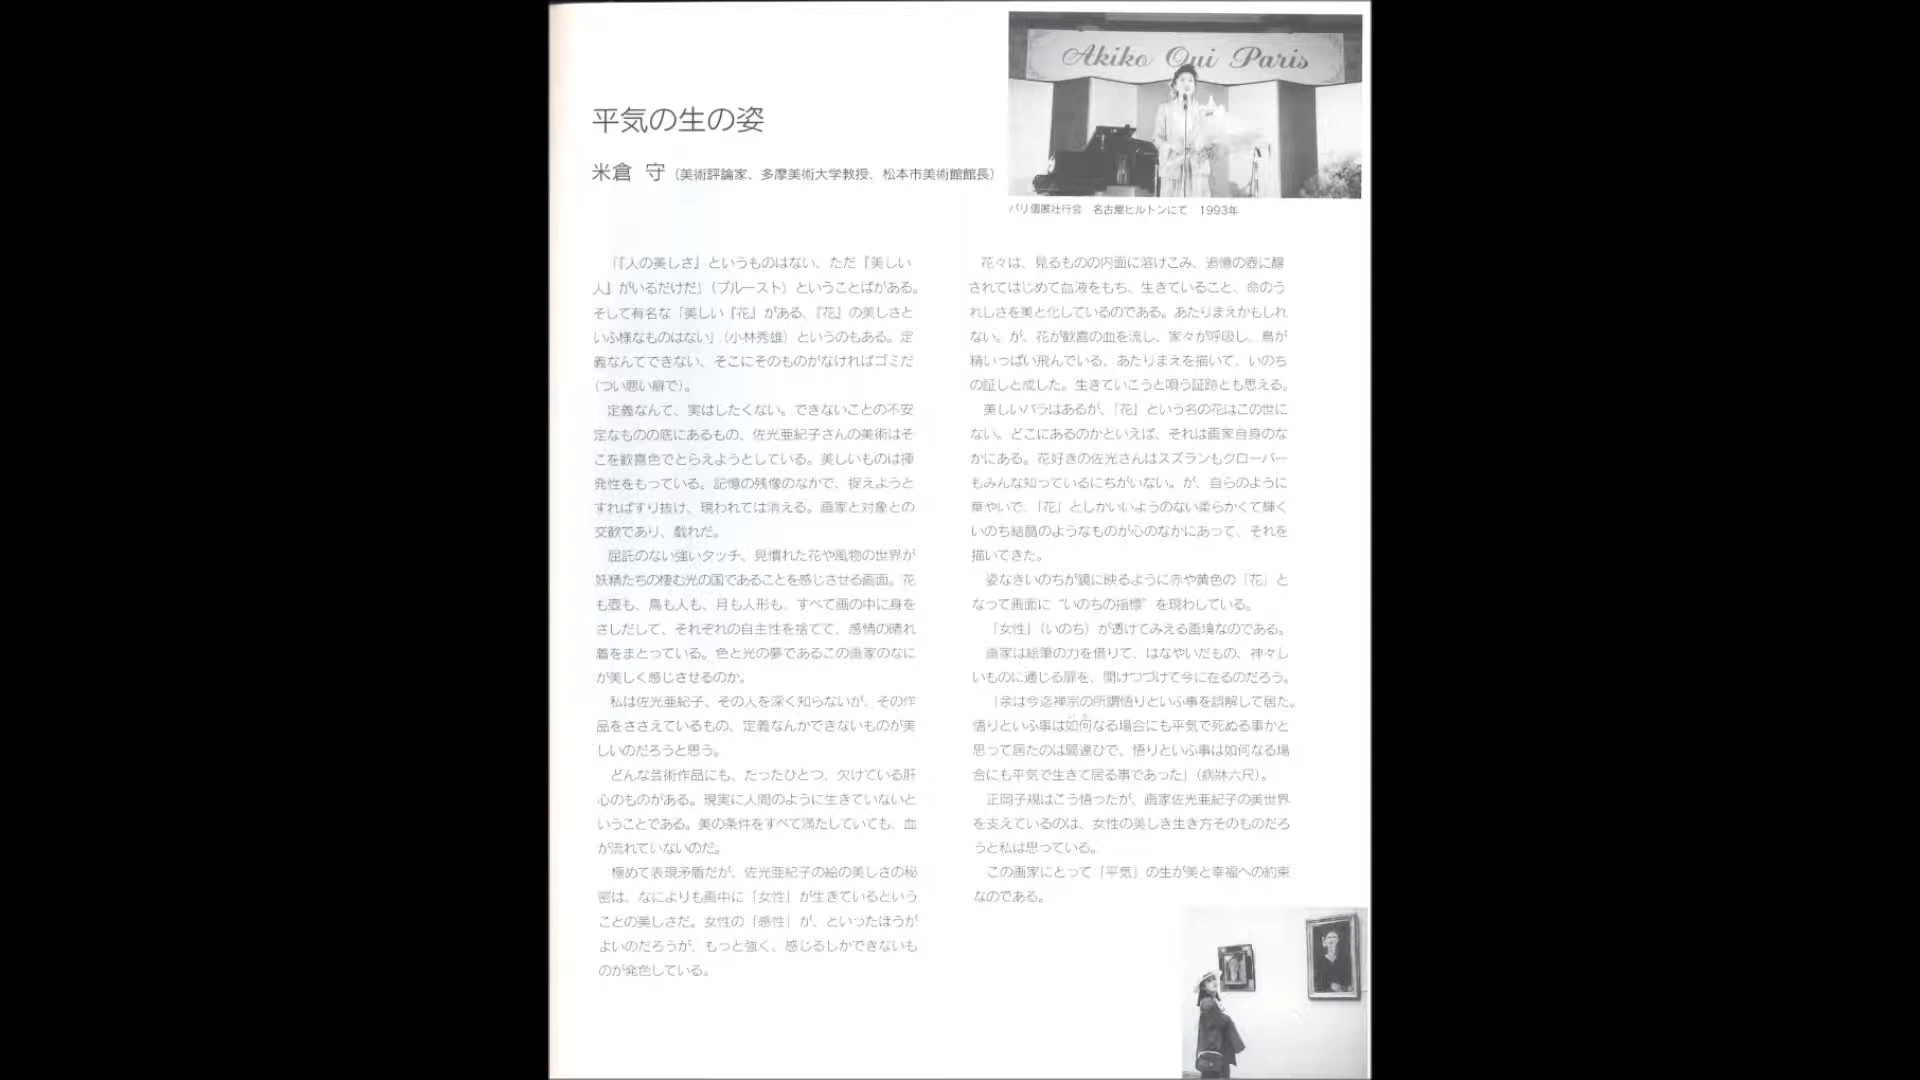 Akiko Oui Paris
平気の生の姿
米倉 守（美術評論家、多摩美術大学教授、松本市美術館館長）
パリ個展壮行会 名古屋ヒルトンにて 1993年
「『人の美しさ』というものはない、ただ『美しい
人』がいるだけだ」（プルースト）ということばがある。
そして有名な「美しい『花』がある、『花』の美しさと
いふ様なものはない」（小林秀雄）というのもある。定
義なんてできない、そこにそのものがなければゴミだ
（つい悪い癖で）。
定義なんて、実はしたくない。できないことの不安
定なものの底にあるもの、佐光亜紀子さんの美術はそ
こを歓喜色でとらえようとしている。美しいものは揮
発性をもっている。記憶の残像のなかで、捉えようと
すればすり抜け、現われては消える。画家と対象との
交歓であり、戯れだ。
屈託のない強いタッチ、見慣れた花や風物の世界が
妖精たちの棲む光の国であることを感じさせる画面。花
も壺も、鳥も人も、月も人形も、すべて画の中に身を
さしだして、それぞれの自主性を捨てて、感情の晴れ
着をまとっている。色と光の夢であるこの画家のなに
が美しく感じさせるのか。
私は佐光亜紀子、その人を深く知らないが、その作
品をささえているもの、定義なんかできないものが美
しいのだろうと思う。
どんな芸術作品にも、たったひとつ、欠けている肝
心のものがある。現実に人間のように生きていないと
いうことである。美の条件をすべて満たしていても、血
が流れていないのだ。
極めて表現矛盾だが、佐光亜紀子の絵の美しさの秘
密は、なによりも画中に「女性」が生きているという
ことの美しさだ。女性の「感性」が、といったほうが
よいのだろうが、もっと強く、感じるしかできないも
のが発色している。
花々は、見るものの内面に溶けこみ、追憶の壺に醸
されてはじめて血液をもち、生きていること、命のう
れしさを美と化しているのである。あたりまえかもしれ
ない。が、花が歓喜の血を流し、家々が呼吸し、鳥が
精いっぱい飛んでいる。あたりまえを描いて、いのち
の証しと成した。生きていこうと唄う証跡とも思える。
美しいバラはあるが、「花」という名の花はこの世に
ない。どこにあるのかといえば、それは画家自身のな
かにある。花好きの佐光さんはスズランもクローバー
もみんな知っているにちがいない。が、自らのように
華やいで、「花」としかいいようのない柔らかくて輝く
いのち結晶のようなものが心のなかにあって、それを
描いてきた。
姿なきいのちが鏡に映るように赤や黄色の「花」と
なって画面に“いのちの指標”を現わしている。
「女性」（いのち）が透けてみえる画境なのである。
画家は絵筆の力を借りて、はなやいだもの、神々し
いものに通じる扉を、開けつづけて今に在るのだろう。
「余は今迄禅宗の所謂悟りといふ事を誤解して居た。
悟りといふ事は如何なる場合にも平気で死ぬる事かと
思って居たのは間違ひで、悟りといふ事は如何なる場
合にも平気で生きて居る事であった」（病牀六尺）。
正岡子規はこう悟ったが、画家佐光亜紀子の美世界
を支えているのは、女性の美しき生き方そのものだろ
うと私は思っている。
この画家にとって「平気」の生が美と幸福への約束
なのである。